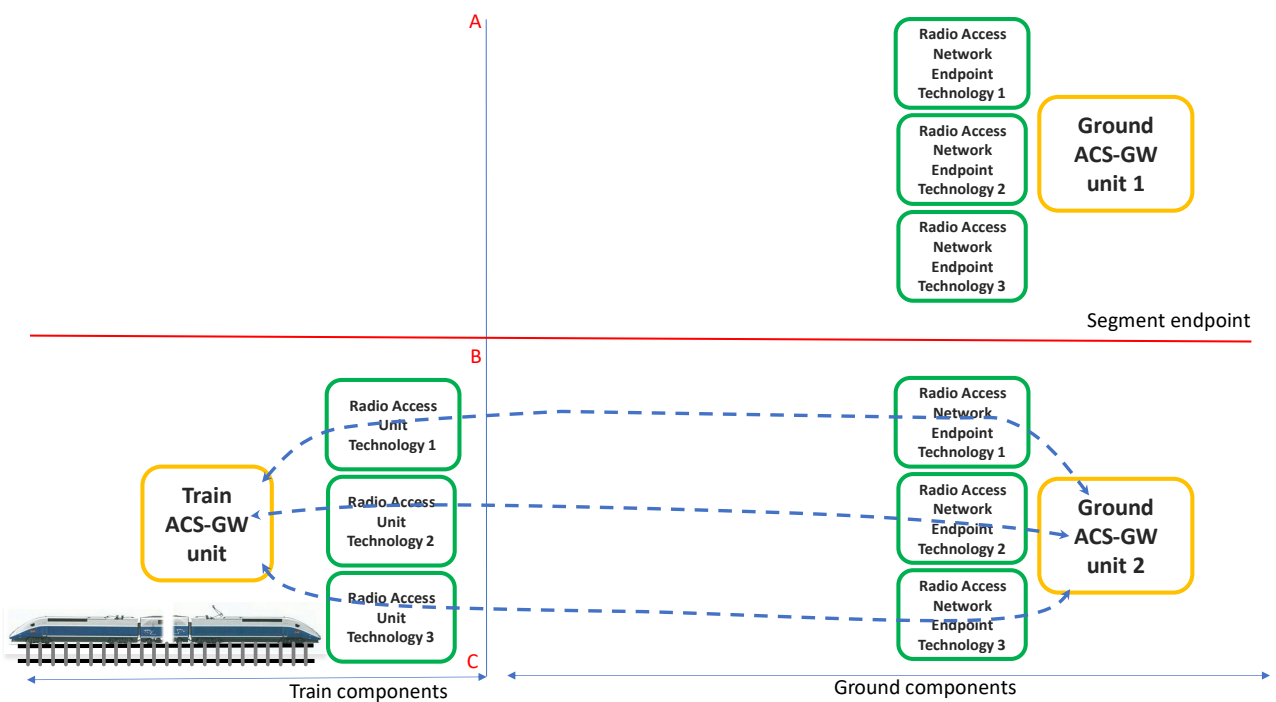 A
Radio Access
Network
Endpoint
Technology 1
Radio Access
Network
Endpoint
Technology 2
Radio Access
Network
Endpoint
Technology 3
Ground
ACS-GW
unit 1
Segment endpoint
B
Train
ACS-GW
unit
Radio Access
Unit
Technology 1
Radio Access
Unit
Technology 2
Radio Access
Unit
Technology 3
Radio Access
Network
Endpoint
Technology 1
Radio Access
Network
Endpoint
Technology 2
Radio Access
Network
Endpoint
Technology 3
Ground
ACS-GW
unit 2
C
Train components
Ground components